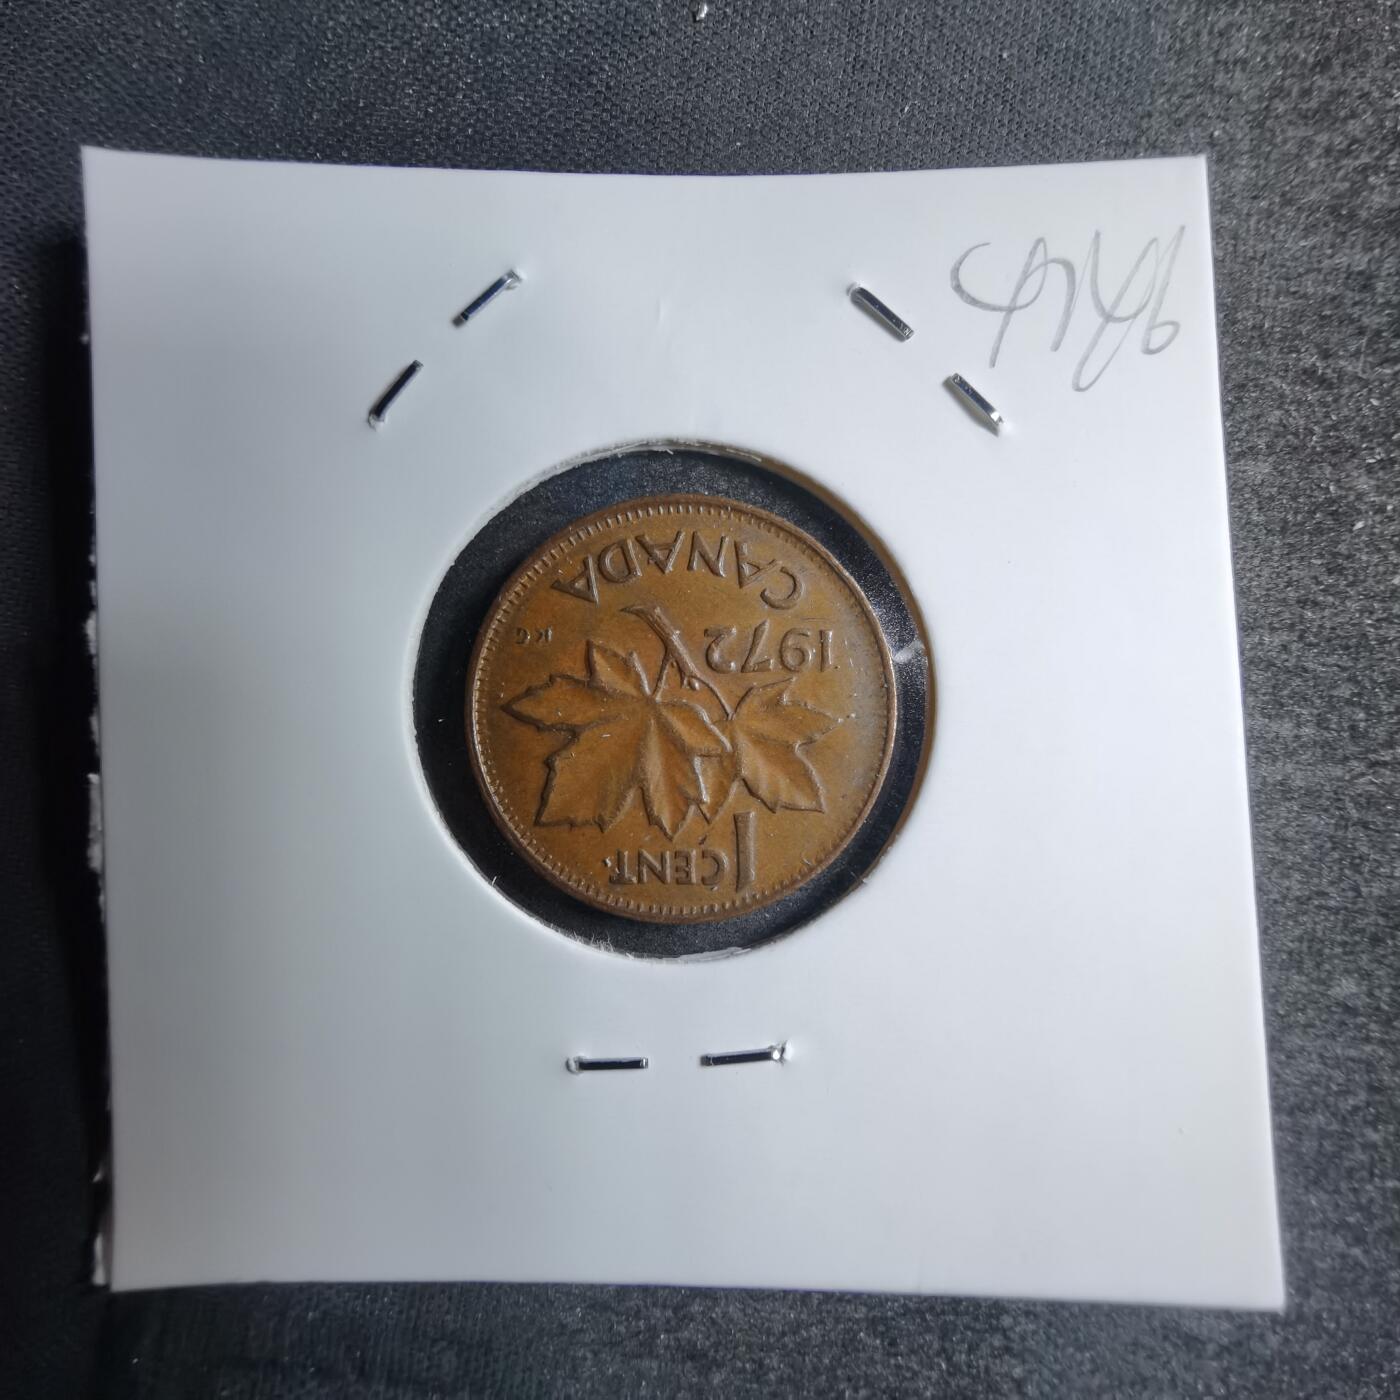 1 CENT
1972
KG
CANADA